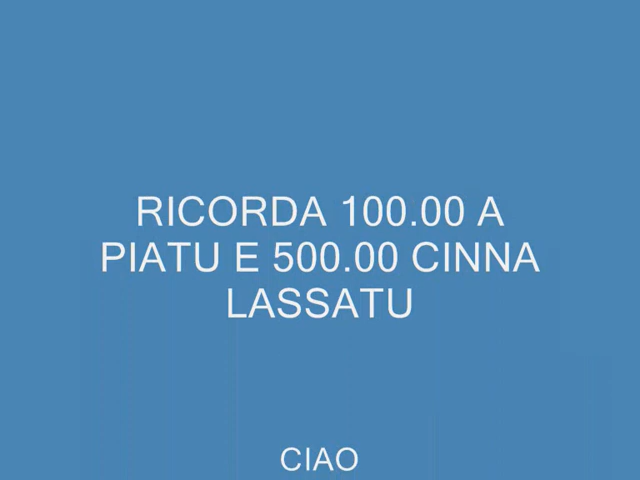 RICORDA 100.00 A
PIATU E 500.00 CINNA
LASSATU
CIAO